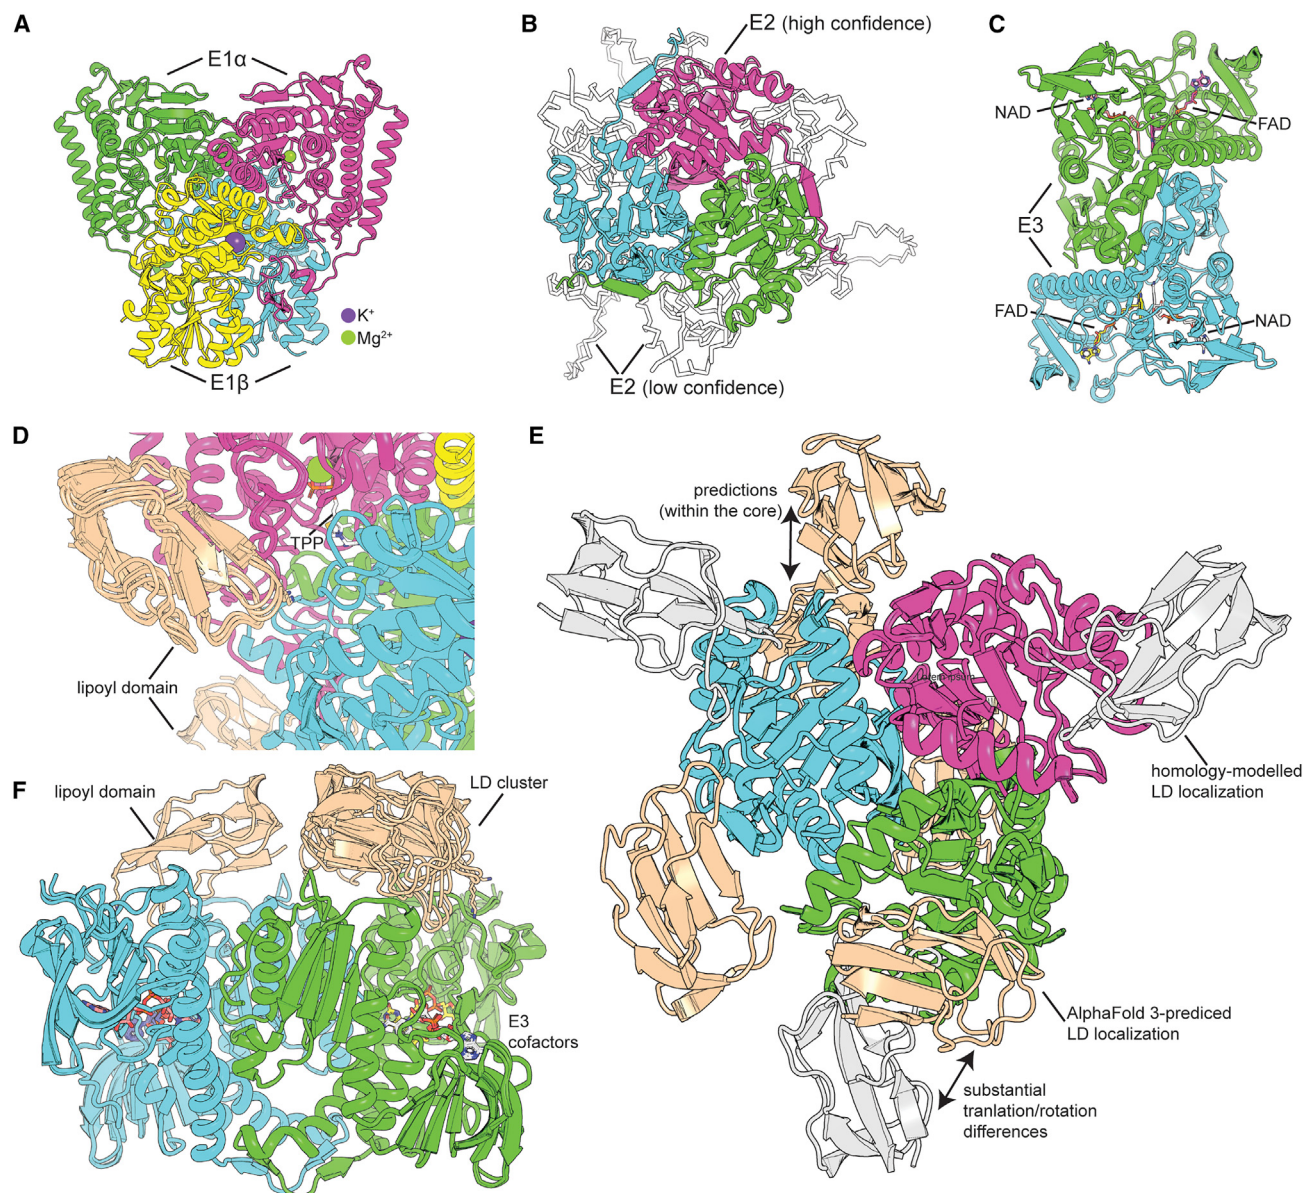 A
E1α
K⁺
Mg²⁺
E1β
B
E2 (high confidence)
E2 (low confidence)
C
NAD
FAD
E3
FAD
NAD
D
TPP
lipoyl domain
E
predictions
(within the core)
Lorem ipsum
homology-modelled
LD localization
AlphaFold 3-prediced
LD localization
substantial
tranlation/rotation
differences
F
lipoyl domain
LD cluster
E3
cofactors